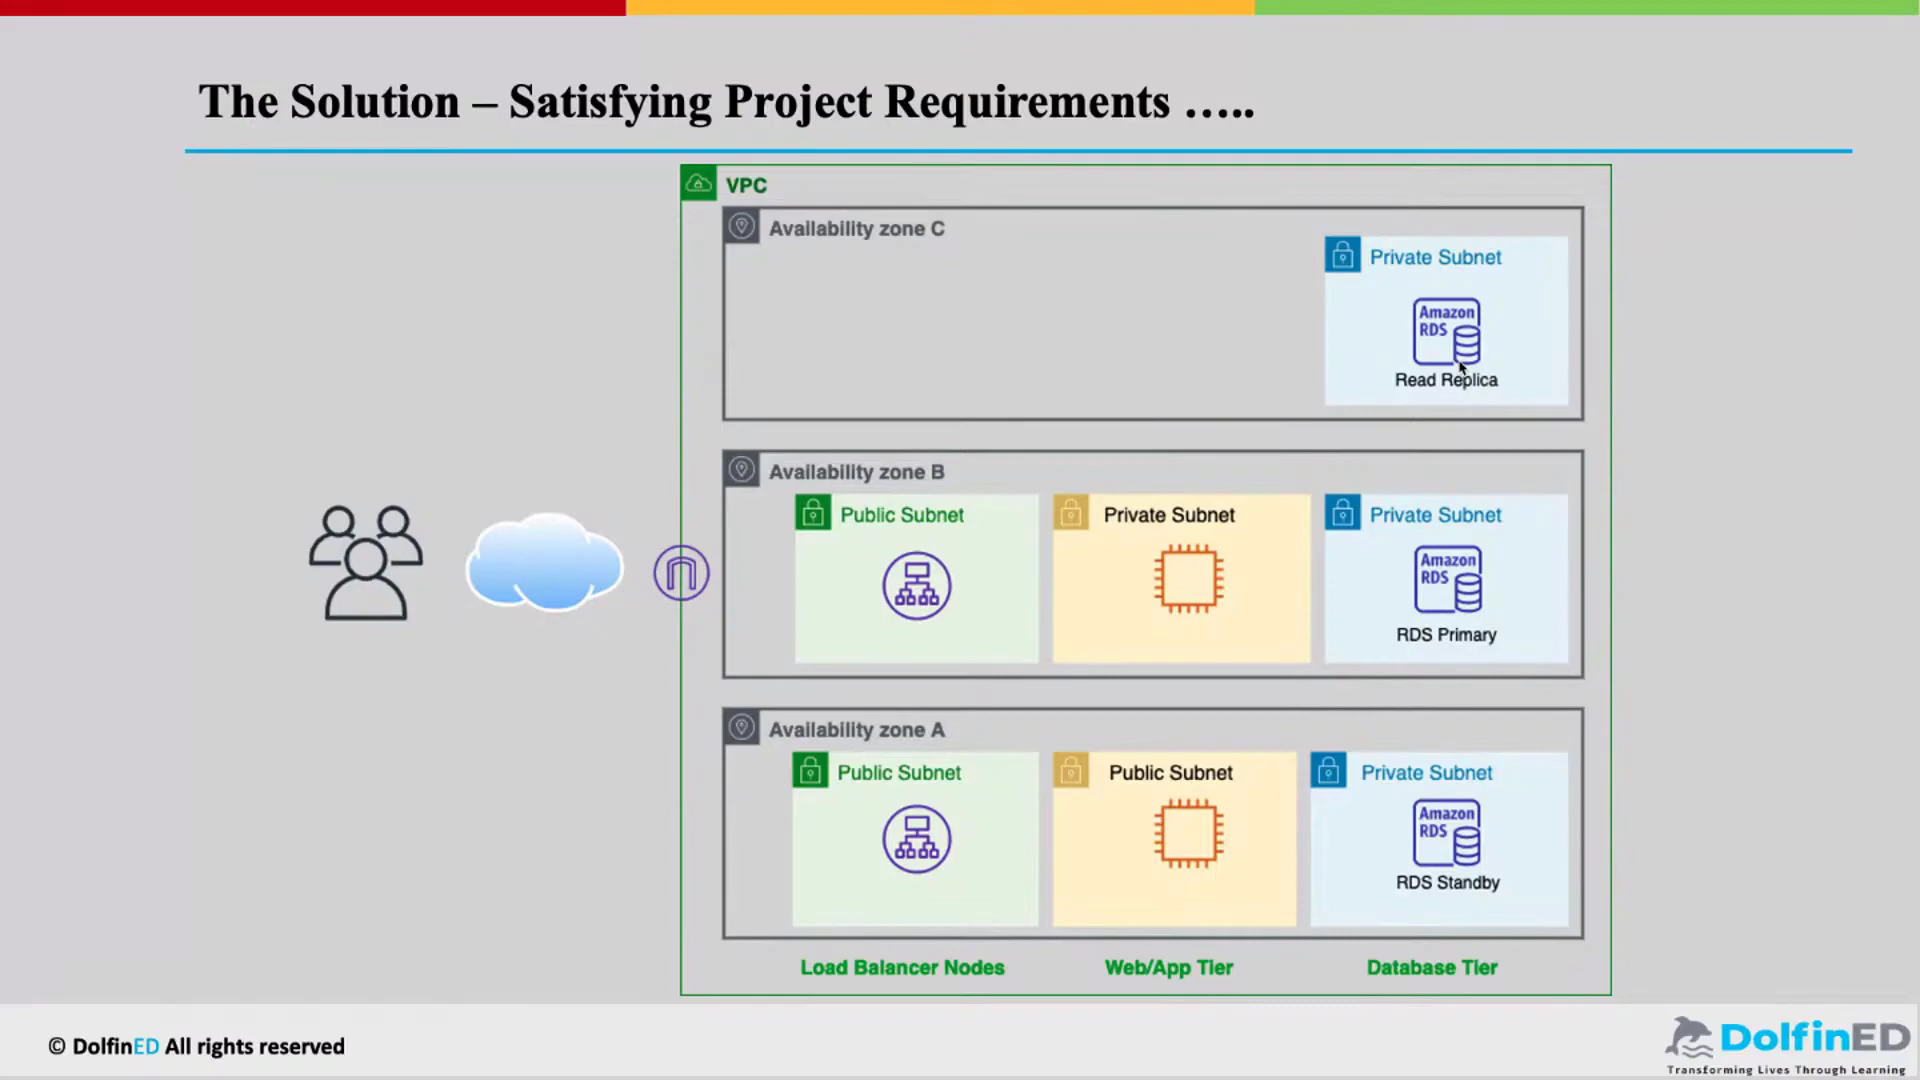 The Solution – Satisfying Project Requirements …..
VPC
Availability zone C
Private Subnet
Amazon
RDS
Read Replica
Availability zone B
Public Subnet
Private Subnet
Private Subnet
Amazon
RDS
RDS Primary
Availability zone A
Public Subnet
Public Subnet
Private Subnet
Amazon
RDS
RDS Standby
Load Balancer Nodes
Web/App Tier
Database Tier
© DolfinED All rights reserved
DolfinED
Transforming Lives Through Learning